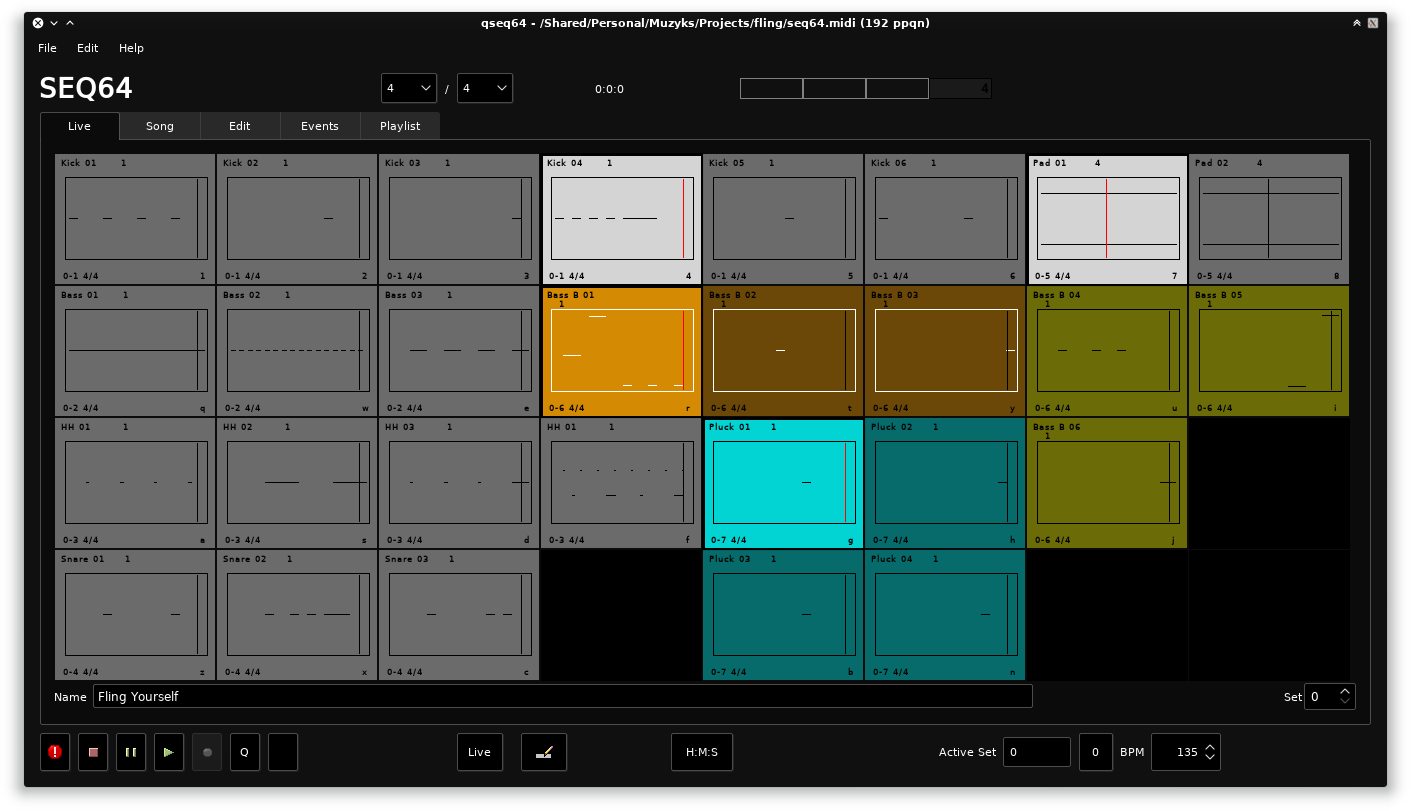 qseq64 - /Shared/Personal/Muzyks/Projects/fling/seq64.midi (192 ppqn)
File Edit Help
SEQ64 4 / 4 0:0:0 4
Live Song Edit Events Playlist
Kick 01 1 Kick 02 1 Kick 03 1 Kick 04 1 Kick 05 1 Kick 06 1 Pad 01 4 Pad 02 4
0-1 4/4 1 0-1 4/4 2 0-1 4/4 3 0-1 4/4 4 0-1 4/4 5 0-1 4/4 6 0-5 4/4 7 0-5 4/4 8
Bass 01 1 Bass 02 1 Bass 03 1 Bass B 01 Bass B 02 Bass B 03 Bass B 04 Bass B 05
1 1 1 1 1
0-2 4/4 q 0-2 4/4 w 0-2 4/4 e 0-6 4/4 r 0-6 4/4 t 0-6 4/4 y 0-6 4/4 u 0-6 4/4 i
HH 01 1 HH 02 1 HH 03 1 HH 01 1 Pluck 01 1 Pluck 02 1 Bass B 06
1
0-3 4/4 a 0-3 4/4 s 0-3 4/4 d 0-3 4/4 f 0-7 4/4 g 0-7 4/4 h 0-6 4/4 j
Snare 01 1 Snare 02 1 Snare 03 1 Pluck 03 1 Pluck 04 1
0-4 4/4 z 0-4 4/4 x 0-4 4/4 c 0-7 4/4 b 0-7 4/4 n
Name Fling Yourself Set 0
Q Live H:M:S Active Set 0 0 BPM 135